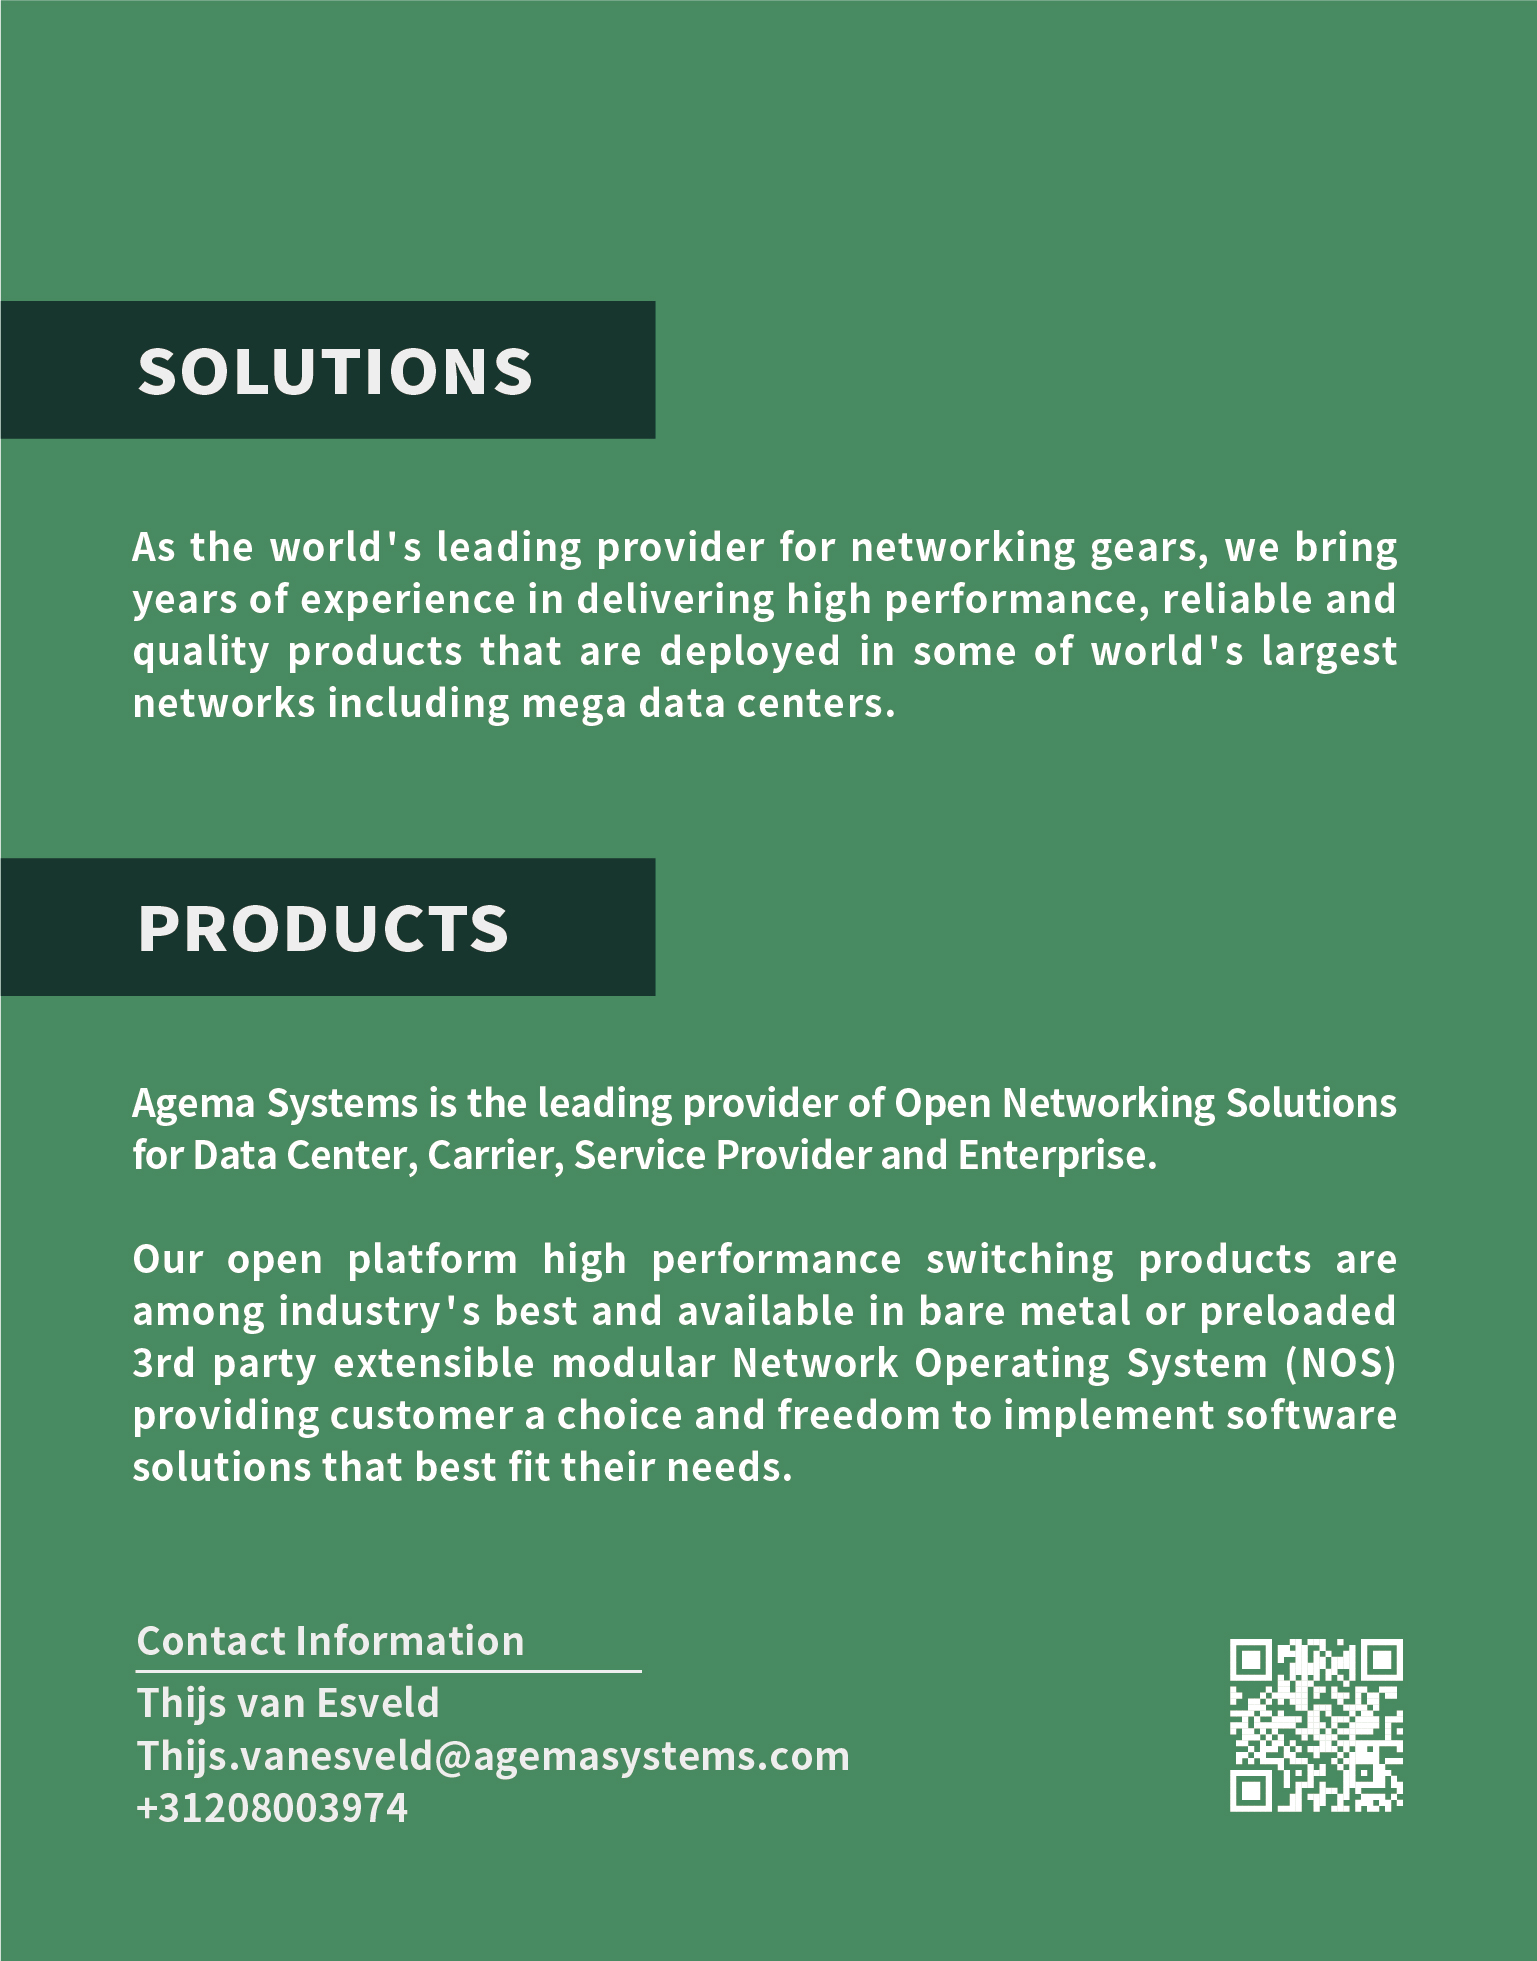 SOLUTIONS
As the world's leading provider for networking gears, we bring
years of experience in delivering high performance, reliable and
quality products that are deployed in some of world's largest
networks including mega data centers.
PRODUCTS
Agema Systems is the leading provider of Open Networking Solutions
for Data Center, Carrier, Service Provider and Enterprise.
Our open platform high performance switching products are
among industry's best and available in bare metal or preloaded
3rd party extensible modular Network Operating System (NOS)
providing customer a choice and freedom to implement software
solutions that best fit their needs.
Contact Information
Thijs van Esveld
Thijs.vanesveld@agemasystems.com
+31208003974